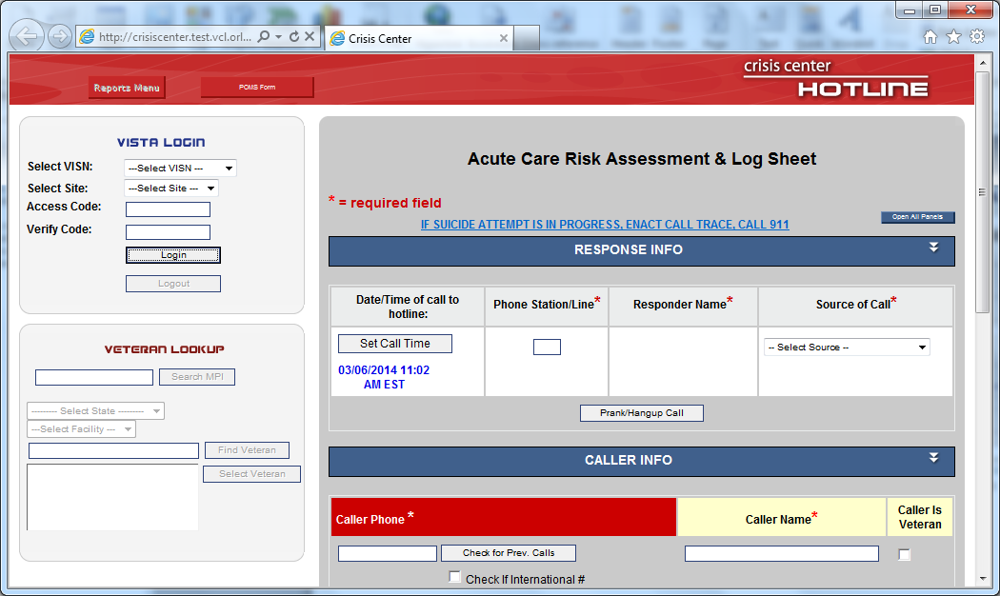 http://crisiscenter.test.vcl.orl...
Crisis Center
Reports Menu
POMS Form
crisis center
HOTLINE
VISTA LOGIN
Select VISN:
---Select VISN ---
Select Site:
---Select Site ---
Access Code:
Verify Code:
Login
Logout
VETERAN LOOKUP
Search MPI
--------- Select State ---------
---Select Facility ---
Find Veteran
Select Veteran
Acute Care Risk Assessment & Log Sheet
* = required field
IF SUICIDE ATTEMPT IS IN PROGRESS, ENACT CALL TRACE, CALL 911
Open All Panels
RESPONSE INFO
Date/Time of call to
hotline:
Phone Station/Line*
Responder Name*
Source of Call*
Set Call Time
03/06/2014 11:02
AM EST
-- Select Source --
Prank/Hangup Call
CALLER INFO
Caller Phone *
Caller Name*
Caller Is
Veteran
Check for Prev. Calls
Check If International #